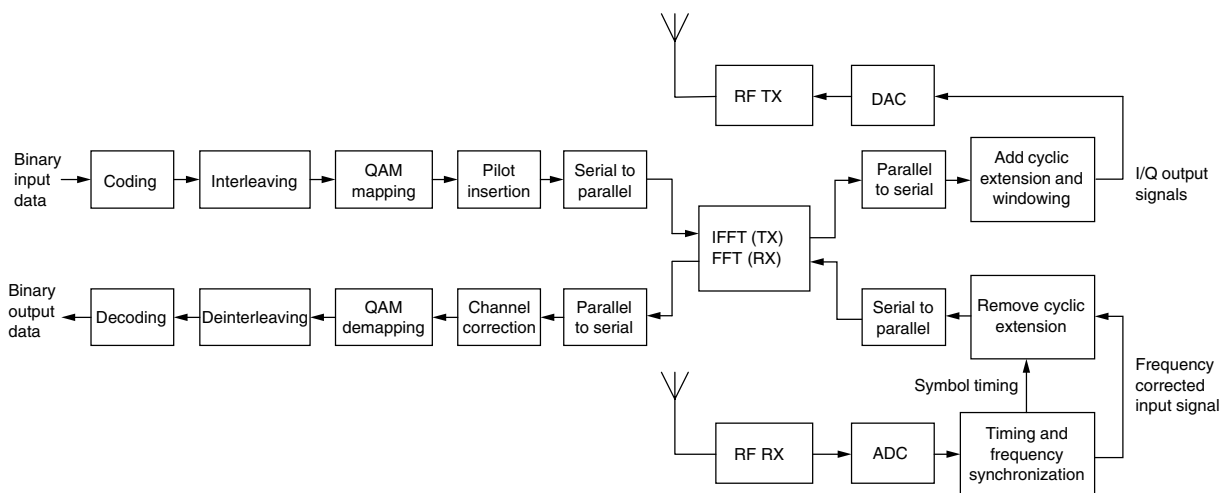 RF TX
DAC
Binary
input
data
Coding
Interleaving
QAM
mapping
Pilot
insertion
Serial to
parallel
IFFT (TX)
FFT (RX)
Parallel
to serial
Add cyclic
extension and
windowing
I/Q output
signals
Binary
output
data
Decoding
Deinterleaving
QAM
demapping
Channel
correction
Parallel
to serial
Serial to
parallel
Remove cyclic
extension
Symbol timing
Frequency
corrected
input signal
RF RX
ADC
Timing and
frequency
synchronization